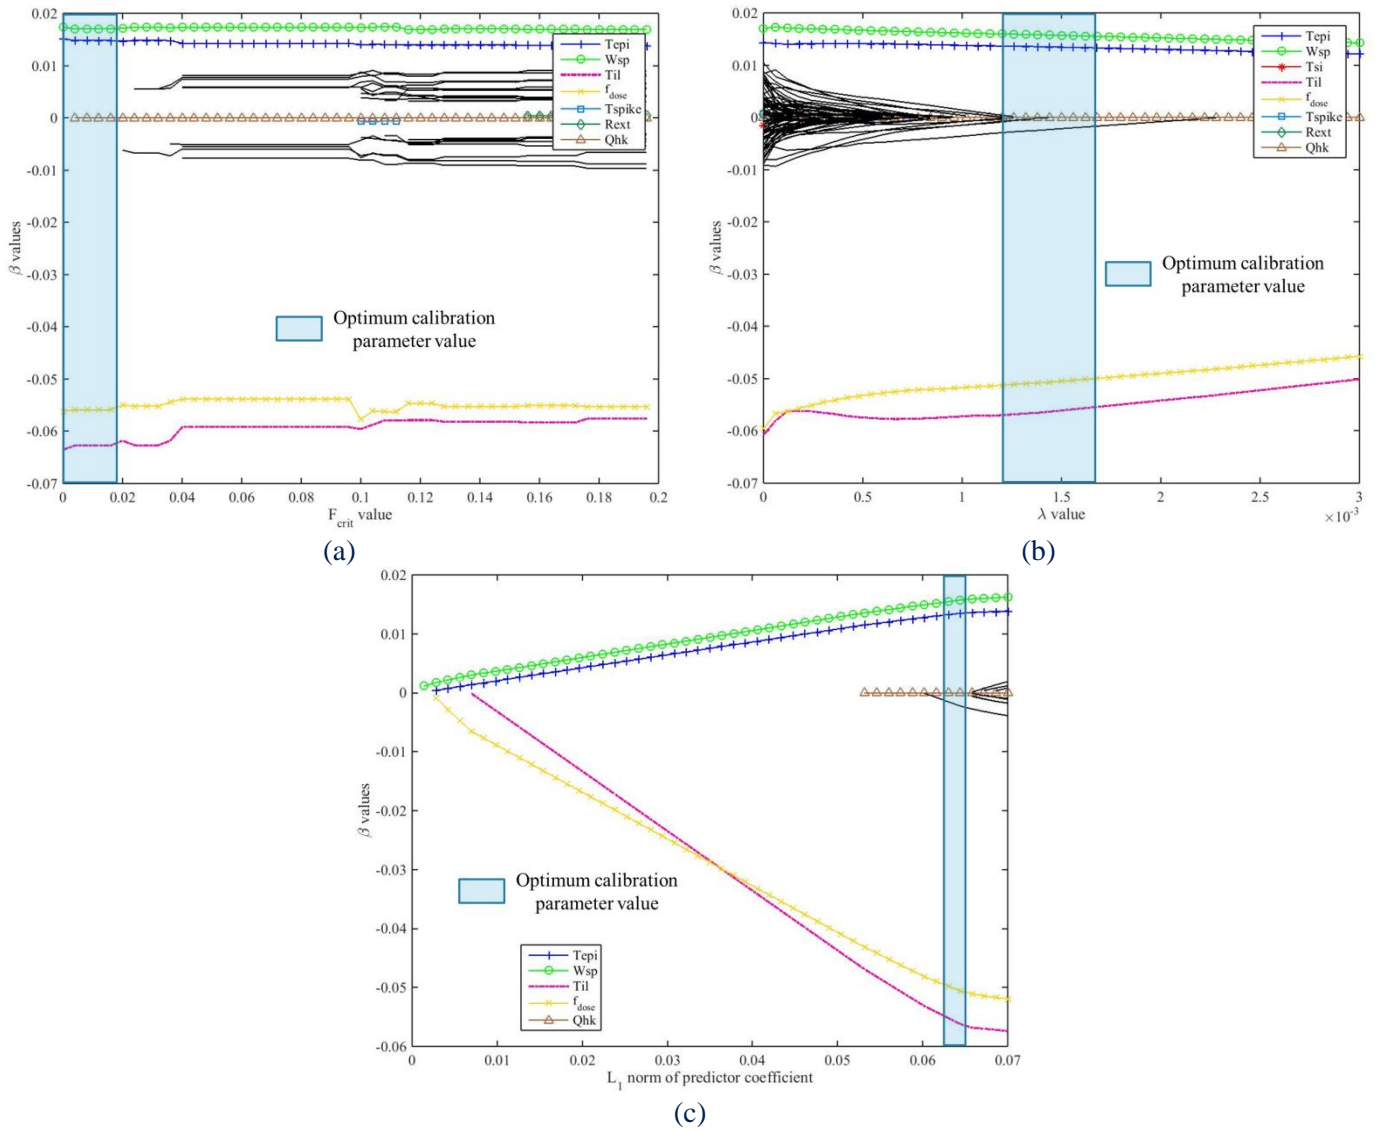 0.02
0.01
0
-0.01
-0.02
-0.03
-0.04
-0.05
-0.06
-0.07
β values
0 0.02 0.04 0.06 0.08 0.1 0.12 0.14 0.16 0.18 0.2
F_crit value
Tepi
Wsp
Til
f_dose
Tspike
Rext
Qhk
Optimum calibration
parameter value
(a)
0.02
0.01
0
-0.01
-0.02
-0.03
-0.04
-0.05
-0.06
-0.07
β values
0 0.5 1 1.5 2 2.5 3
λ value
×10⁻³
Tepi
Wsp
Tsi
Til
f_dose
Tspike
Rext
Qhk
Optimum calibration
parameter value
(b)
0.02
0.01
0
-0.01
-0.02
-0.03
-0.04
-0.05
-0.06
β values
Optimum calibration
parameter value
Tepi
Wsp
Til
f_dose
Qhk
0 0.01 0.02 0.03 0.04 0.05 0.06 0.07
L₁ norm of predictor coefficient
(c)